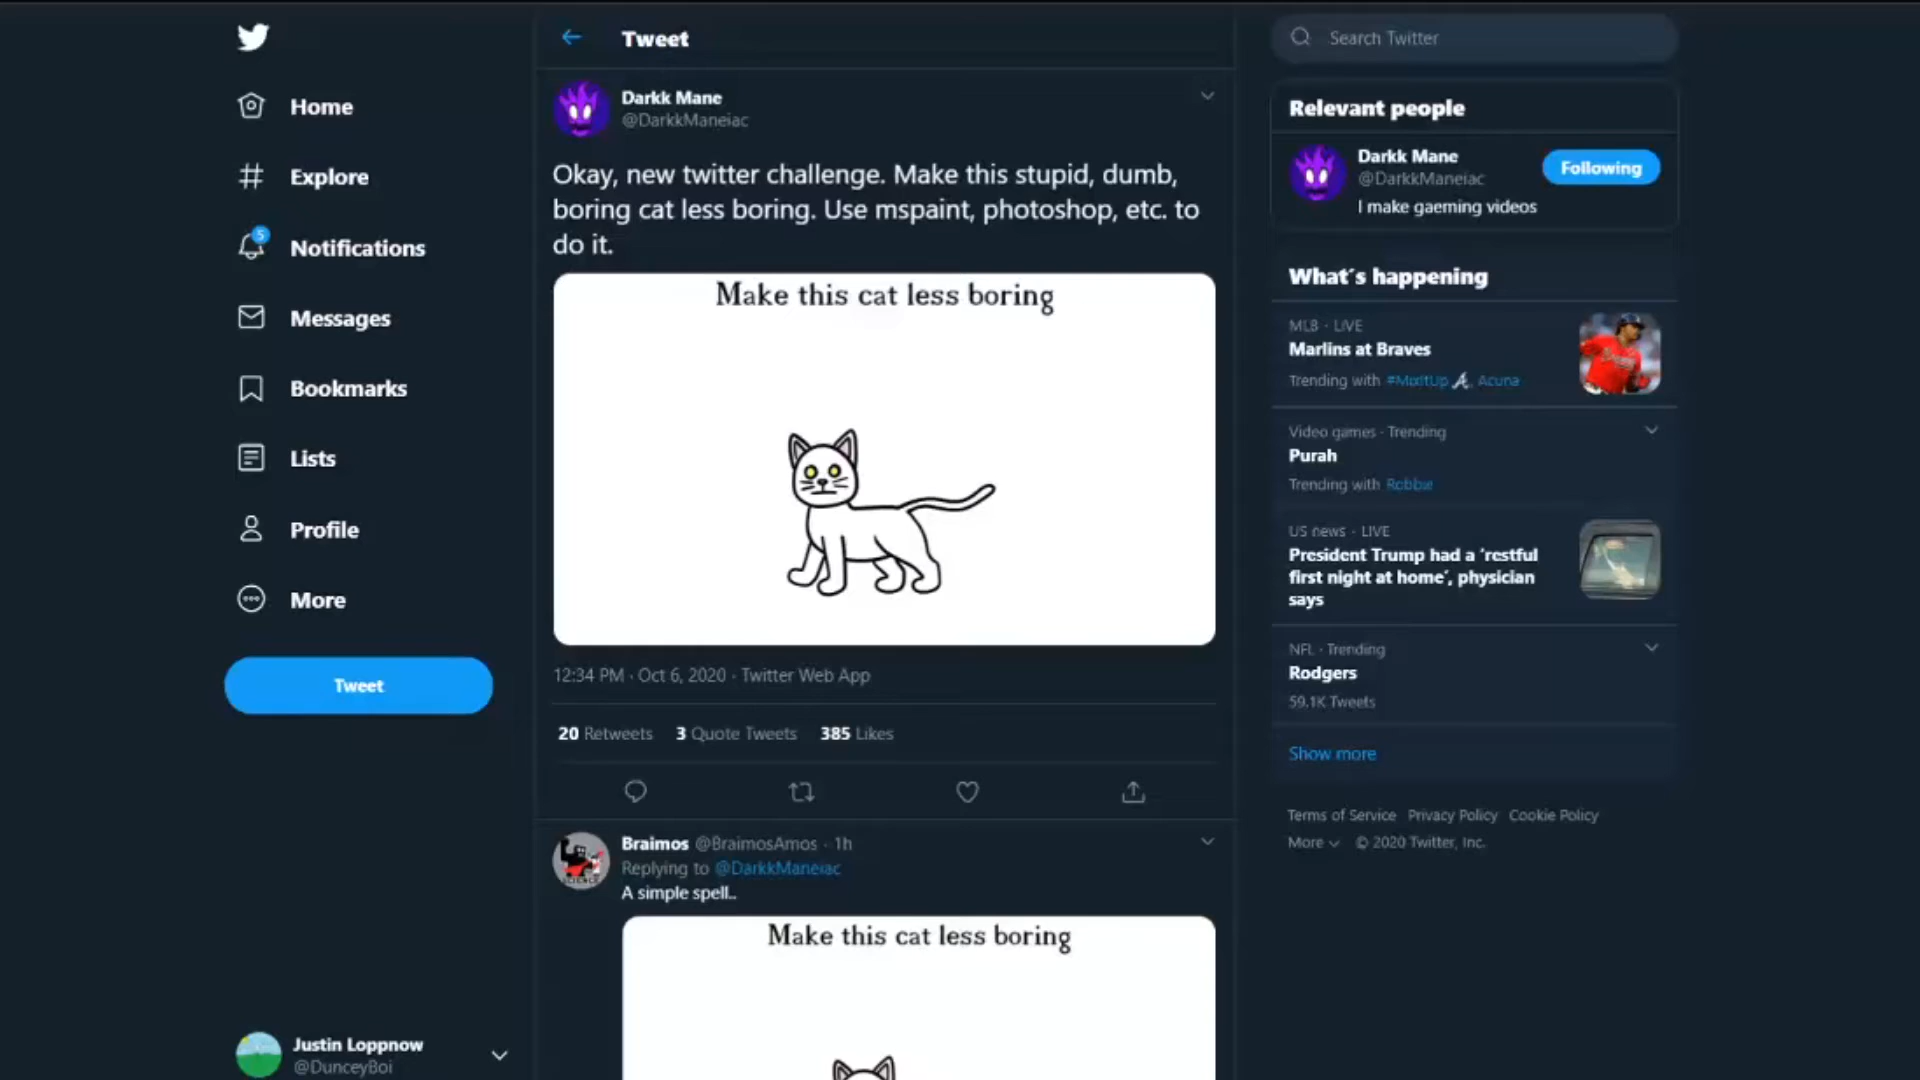 Home
Explore
5
Notifications
Messages
Bookmarks
Lists
Profile
More
Tweet
Justin Loppnow
@DunceyBoi
Tweet
Darkk Mane
@DarkkManeiac
Okay, new twitter challenge. Make this stupid, dumb,
boring cat less boring. Use mspaint, photoshop, etc. to
do it.
Make this cat less boring
12:34 PM · Oct 6, 2020 · Twitter Web App
20 Retweets 3 Quote Tweets 385 Likes
Braimos @BraimosAmos · 1h
Replying to @DarkkManeiac
A simple spell..
Make this cat less boring
Search Twitter
Relevant people
Darkk Mane
@DarkkManeiac
Following
I make gaeming videos
What's happening
MLB · LIVE
Marlins at Braves
Trending with #MixItUp, Acuna
Video games · Trending
Purah
Trending with Robbie
US news · LIVE
President Trump had a 'restful
first night at home', physician
says
NFL · Trending
Rodgers
59.1K Tweets
Show more
Terms of Service Privacy Policy Cookie Policy
More © 2020 Twitter, Inc.